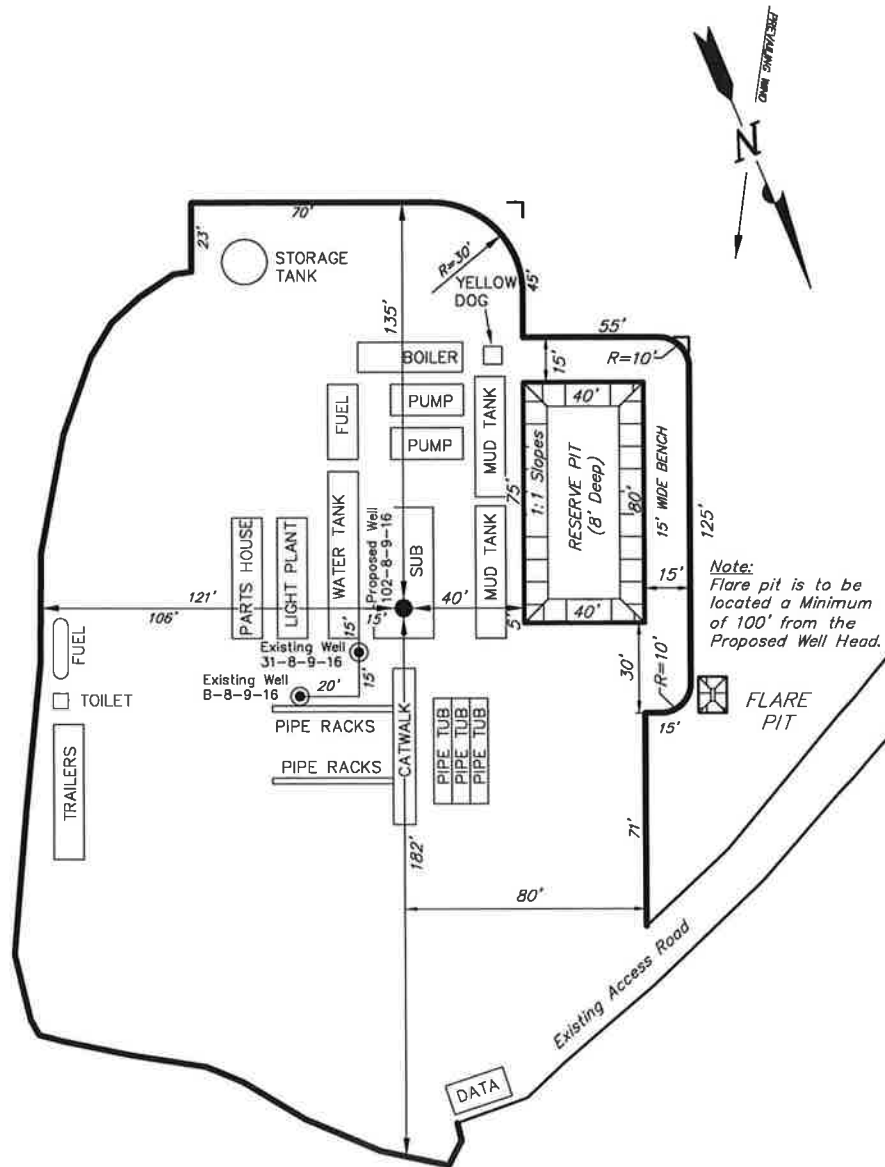 PREVAILING WIND
N
70'
23'
STORAGE
TANK
R=30'
YELLOW
DOG
45'
135'
55'
R=10'
15'
BOILER
FUEL
PUMP
PUMP
MUD TANK
40'
1:1 Slopes
75'
RESERVE PIT
(8' Deep)
80'
15' WIDE BENCH
125'
PARTS HOUSE
LIGHT PLANT
WATER TANK
Proposed Well
102-8-9-16
SUB
MUD TANK
121'
106'
15'
40'
5'
40'
15'
Note:
Flare pit is to be
located a Minimum
of 100' from the
Proposed Well Head.
15'
Existing Well
31-8-9-16
Existing Well
B-8-9-16
20'
15'
30'
R=10'
15'
FLARE
PIT
FUEL
TOILET
PIPE RACKS
PIPE RACKS
TRAILERS
CATWALK
PIPE TUB
PIPE TUB
PIPE TUB
182'
71'
80'
Existing Access Road
DATA